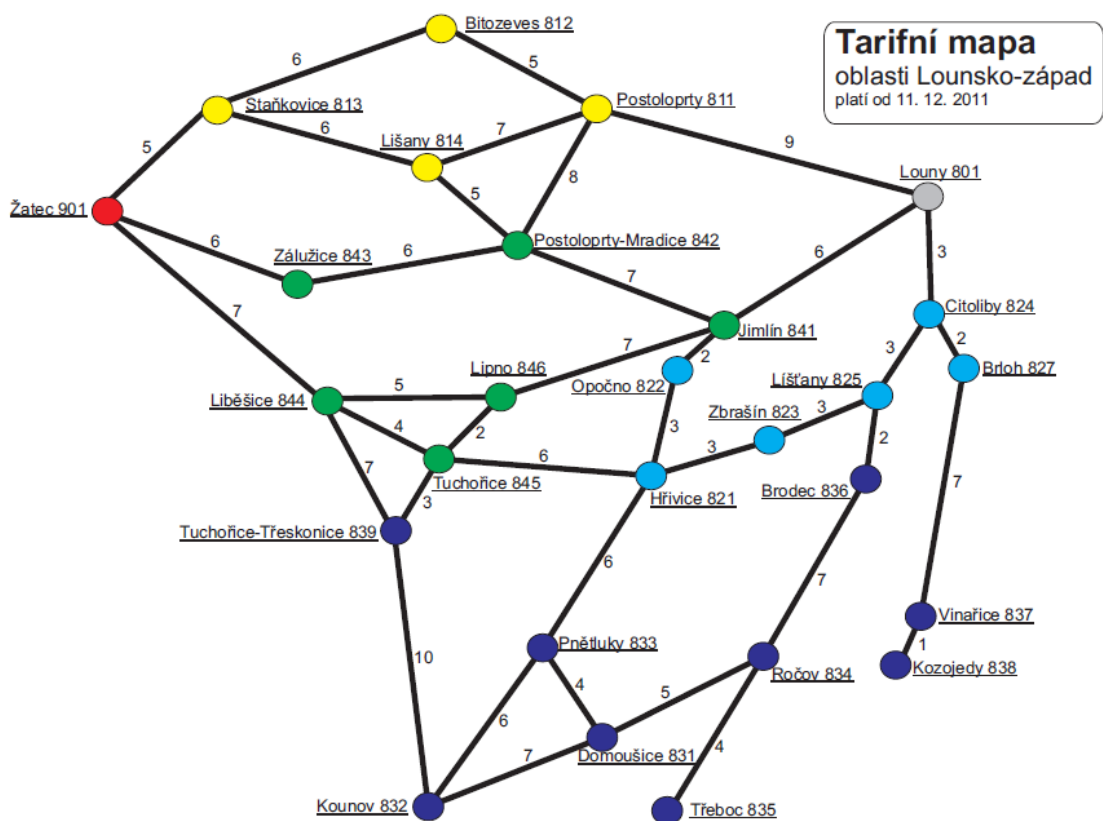 Bitozeves 812
Tarifní mapa
oblasti Lounsko-západ
platí od 11. 12. 2011
6
5
Staňkovice 813
Postoloprty 811
5
6
Lišany 814
7
9
8
Louny 801
5
Žatec 901
6
6
Postoloprty-Mradice 842
6
3
Zálužice 843
7
7
Citoliby 824
Jimlín 841
7
2
3
2
Lipno 846
Opočno 822
Líšťany 825
Brloh 827
5
Liběšice 844
Zbrašín 823
3
4
2
3
3
2
7
6
Tuchořice 845
Hřivice 821
Brodec 836
7
3
Tuchořice-Třeskonice 839
6
7
Vinařice 837
Pnětluky 833
1
10
Ročov 834
Kozojedy 838
4
5
6
7
Domoušice 831
4
Kounov 832
Třeboc 835